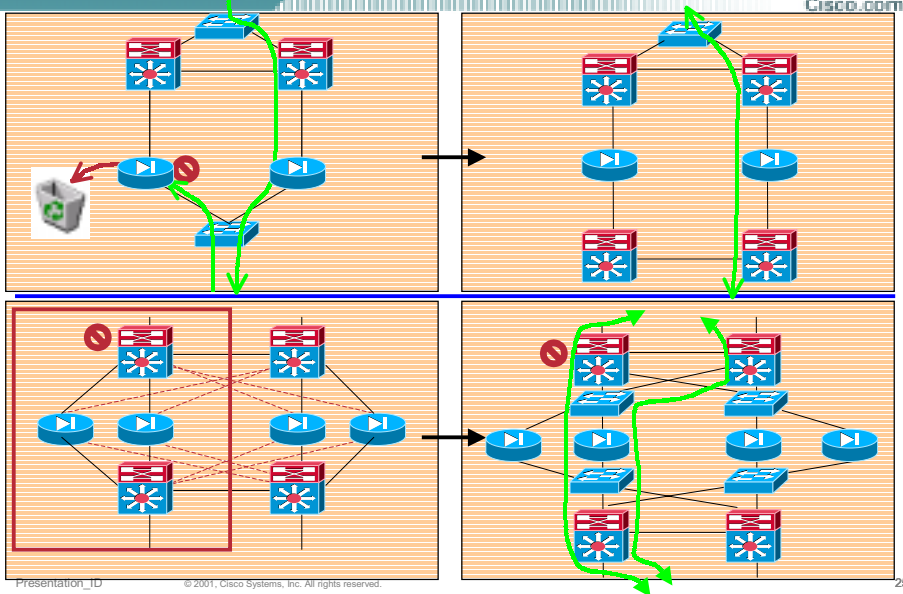 Cisco.com
Presentation_ID
© 2001, Cisco Systems, Inc. All rights reserved.